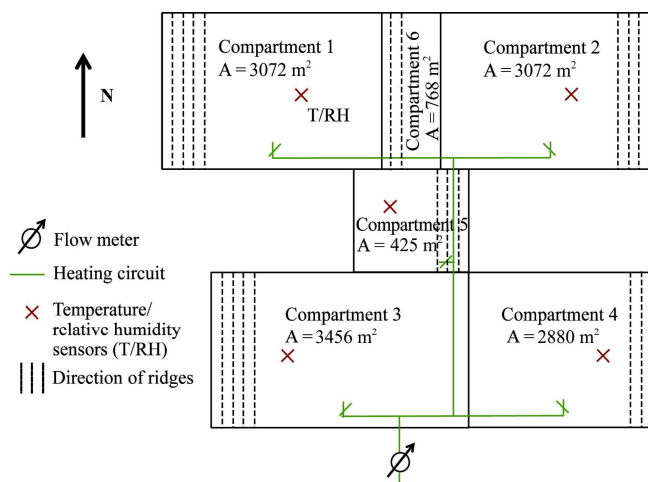 Compartment 1
A = 3072 m²
T/RH
Compartment 6
A = 768 m²
Compartment 2
A = 3072 m²
N
Compartment 5
A = 425 m²
Flow meter
Heating circuit
Temperature/
relative humidity
sensors (T/RH)
Direction of ridges
Compartment 3
A = 3456 m²
Compartment 4
A = 2880 m²